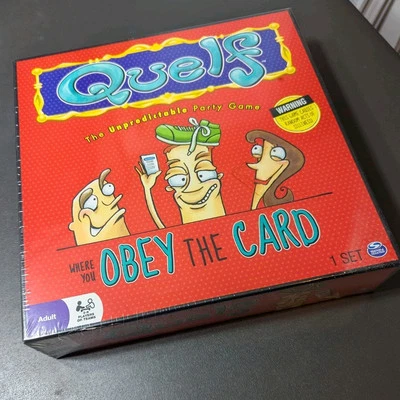 Quelf
The Unpredictable Party Game
WARNING
WHERE YOU OBEY THE CARD
1 SET
Adult